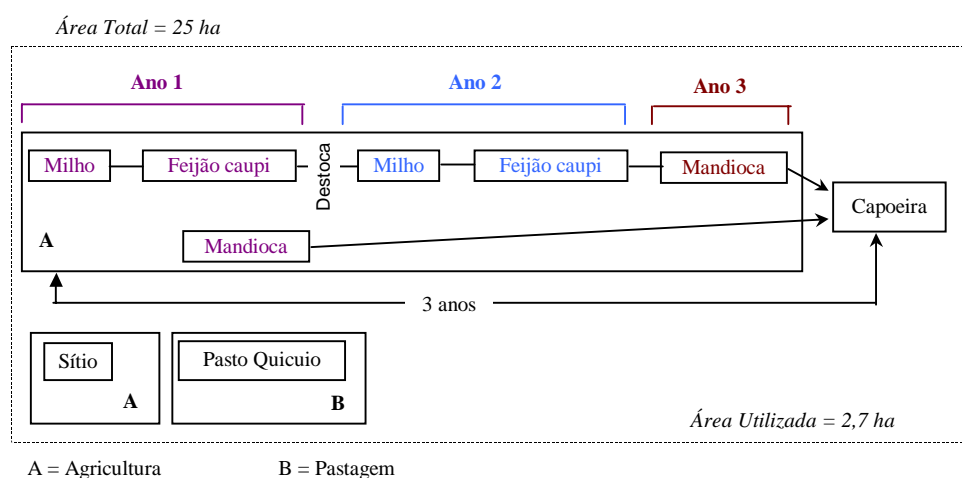 Área Total = 25 ha
Ano 1
Ano 2
Ano 3
Milho
Feijão caupi
Destoca
Milho
Feijão caupi
Mandioca
Capoeira
A
Mandioca
3 anos
Sítio
A
Pasto Quicuio
B
Área Utilizada = 2,7 ha
A = Agricultura B = Pastagem